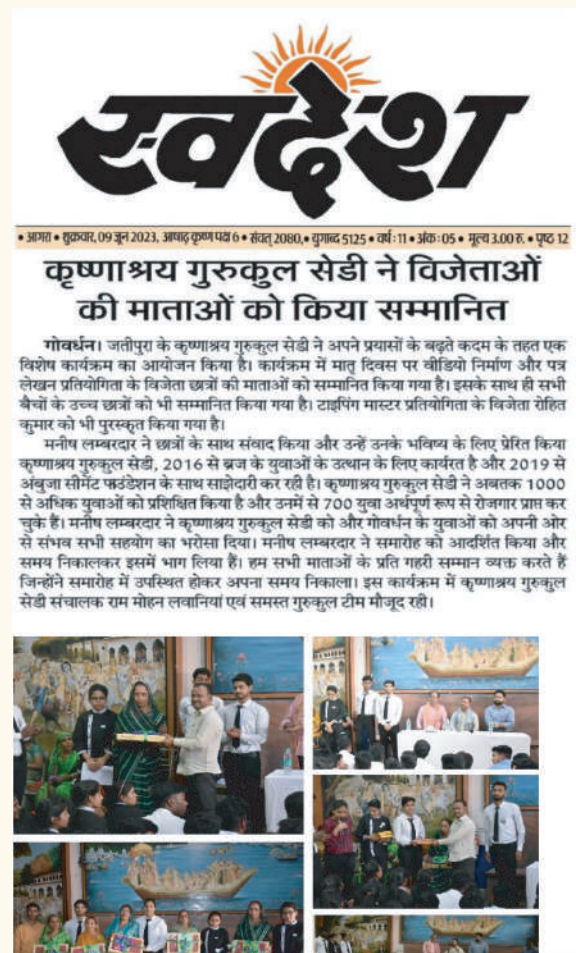 स्वदेश
• आगरा • शुक्रवार, 09 जून 2023, आषाढ़ कृष्ण पक्ष 6 • संवत् 2080, • युगाब्द 5125 • वर्ष : 11 • अंक : 05 • मूल्य 3.00 रु. • पृष्ठ 12
कृष्णाश्रय गुरुकुल सेडी ने विजेताओं
की माताओं को किया सम्मानित
गोवर्धन। जतीपुरा के कृष्णाश्रय गुरुकुल सेडी ने अपने प्रयासों के बढ़ते कदम के तहत एक
विशेष कार्यक्रम का आयोजन किया है। कार्यक्रम में मातृ दिवस पर वीडियो निर्माण और पत्र
लेखन प्रतियोगिता के विजेता छात्रों की माताओं को सम्मानित किया गया है। इसके साथ ही सभी
बैचों के उच्च छात्रों को भी सम्मानित किया गया है। टाइपिंग मास्टर प्रतियोगिता के विजेता रोहित
कुमार को भी पुरस्कृत किया गया है।
मनीष लम्बरदार ने छात्रों के साथ संवाद किया और उन्हें उनके भविष्य के लिए प्रेरित किया
कृष्णाश्रय गुरुकुल सेडी, 2016 से ब्रज के युवाओं के उत्थान के लिए कार्यरत है और 2019 से
अंबुजा सीमेंट फाउंडेशन के साथ साझेदारी कर रही है। कृष्णाश्रय गुरुकुल सेडी ने अबतक 1000
से अधिक युवाओं को प्रशिक्षित किया है और उनमें से 700 युवा अर्थपूर्ण रूप से रोजगार प्राप्त कर
चुके हैं। मनीष लम्बरदार ने कृष्णाश्रय गुरुकुल सेडी को और गोवर्धन के युवाओं को अपनी ओर
से संभव सभी सहयोग का भरोसा दिया। मनीष लम्बरदार ने समारोह को आदर्शित किया और
समय निकालकर इसमें भाग लिया हैं। हम सभी माताओं के प्रति गहरी सम्मान व्यक्त करते हैं
जिन्होंने समारोह में उपस्थित होकर अपना समय निकाला। इस कार्यक्रम में कृष्णाश्रय गुरुकुल
सेडी संचालक राम मोहन लवानियां एवं समस्त गुरुकुल टीम मौजूद रही।